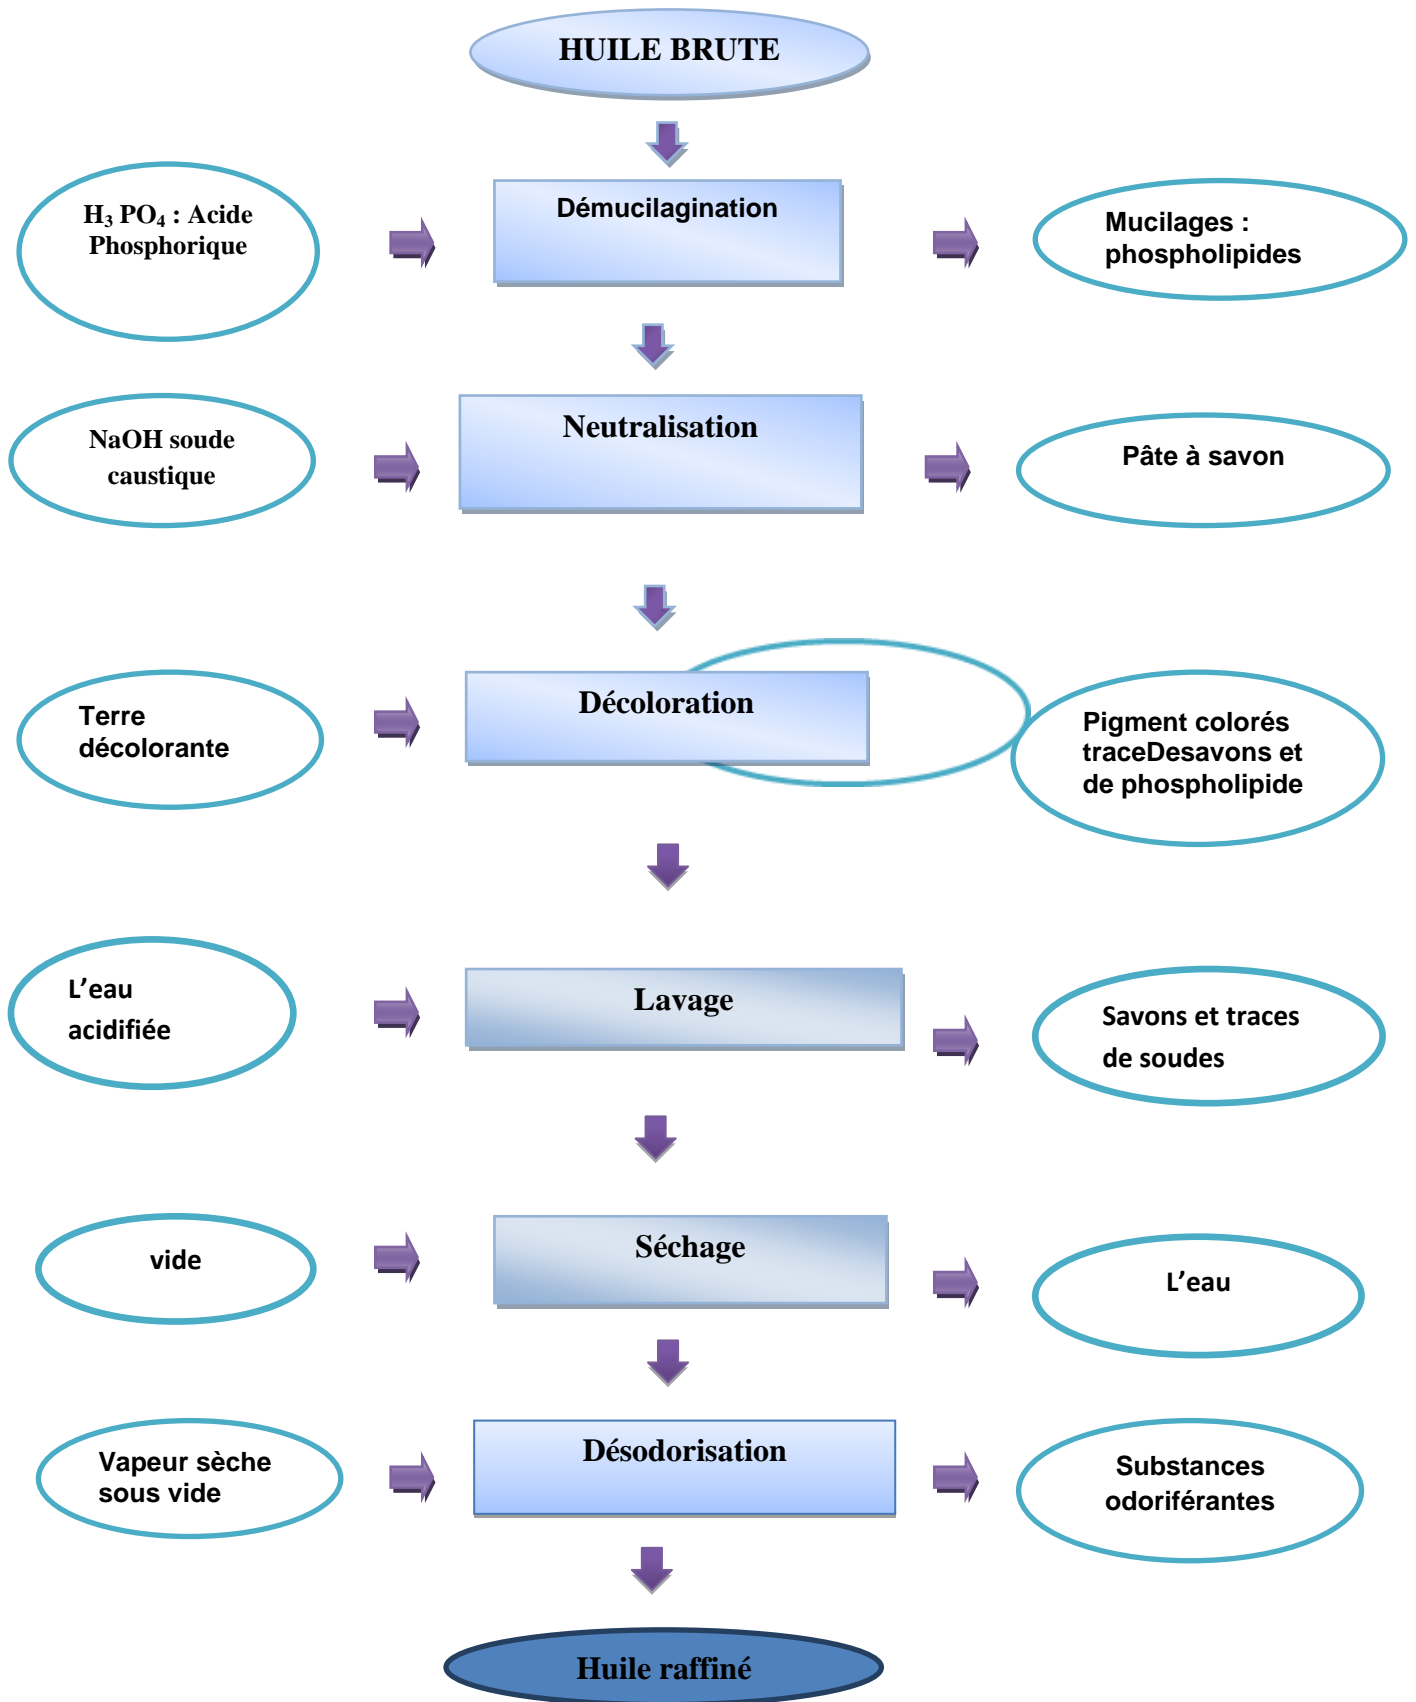 HUILE BRUTE
H₃ PO₄ : Acide
Phosphorique
Démucilagination
Mucilages :
phospholipides
NaOH soude
caustique
Neutralisation
Pâte à savon
Terre
décolorante
Décoloration
Pigment colorés
traceDesavons et
de phospholipide
L’eau
acidifiée
Lavage
Savons et traces
de soudes
vide
Séchage
L’eau
Vapeur sèche
sous vide
Désodorisation
Substances
odoriférantes
Huile raffiné